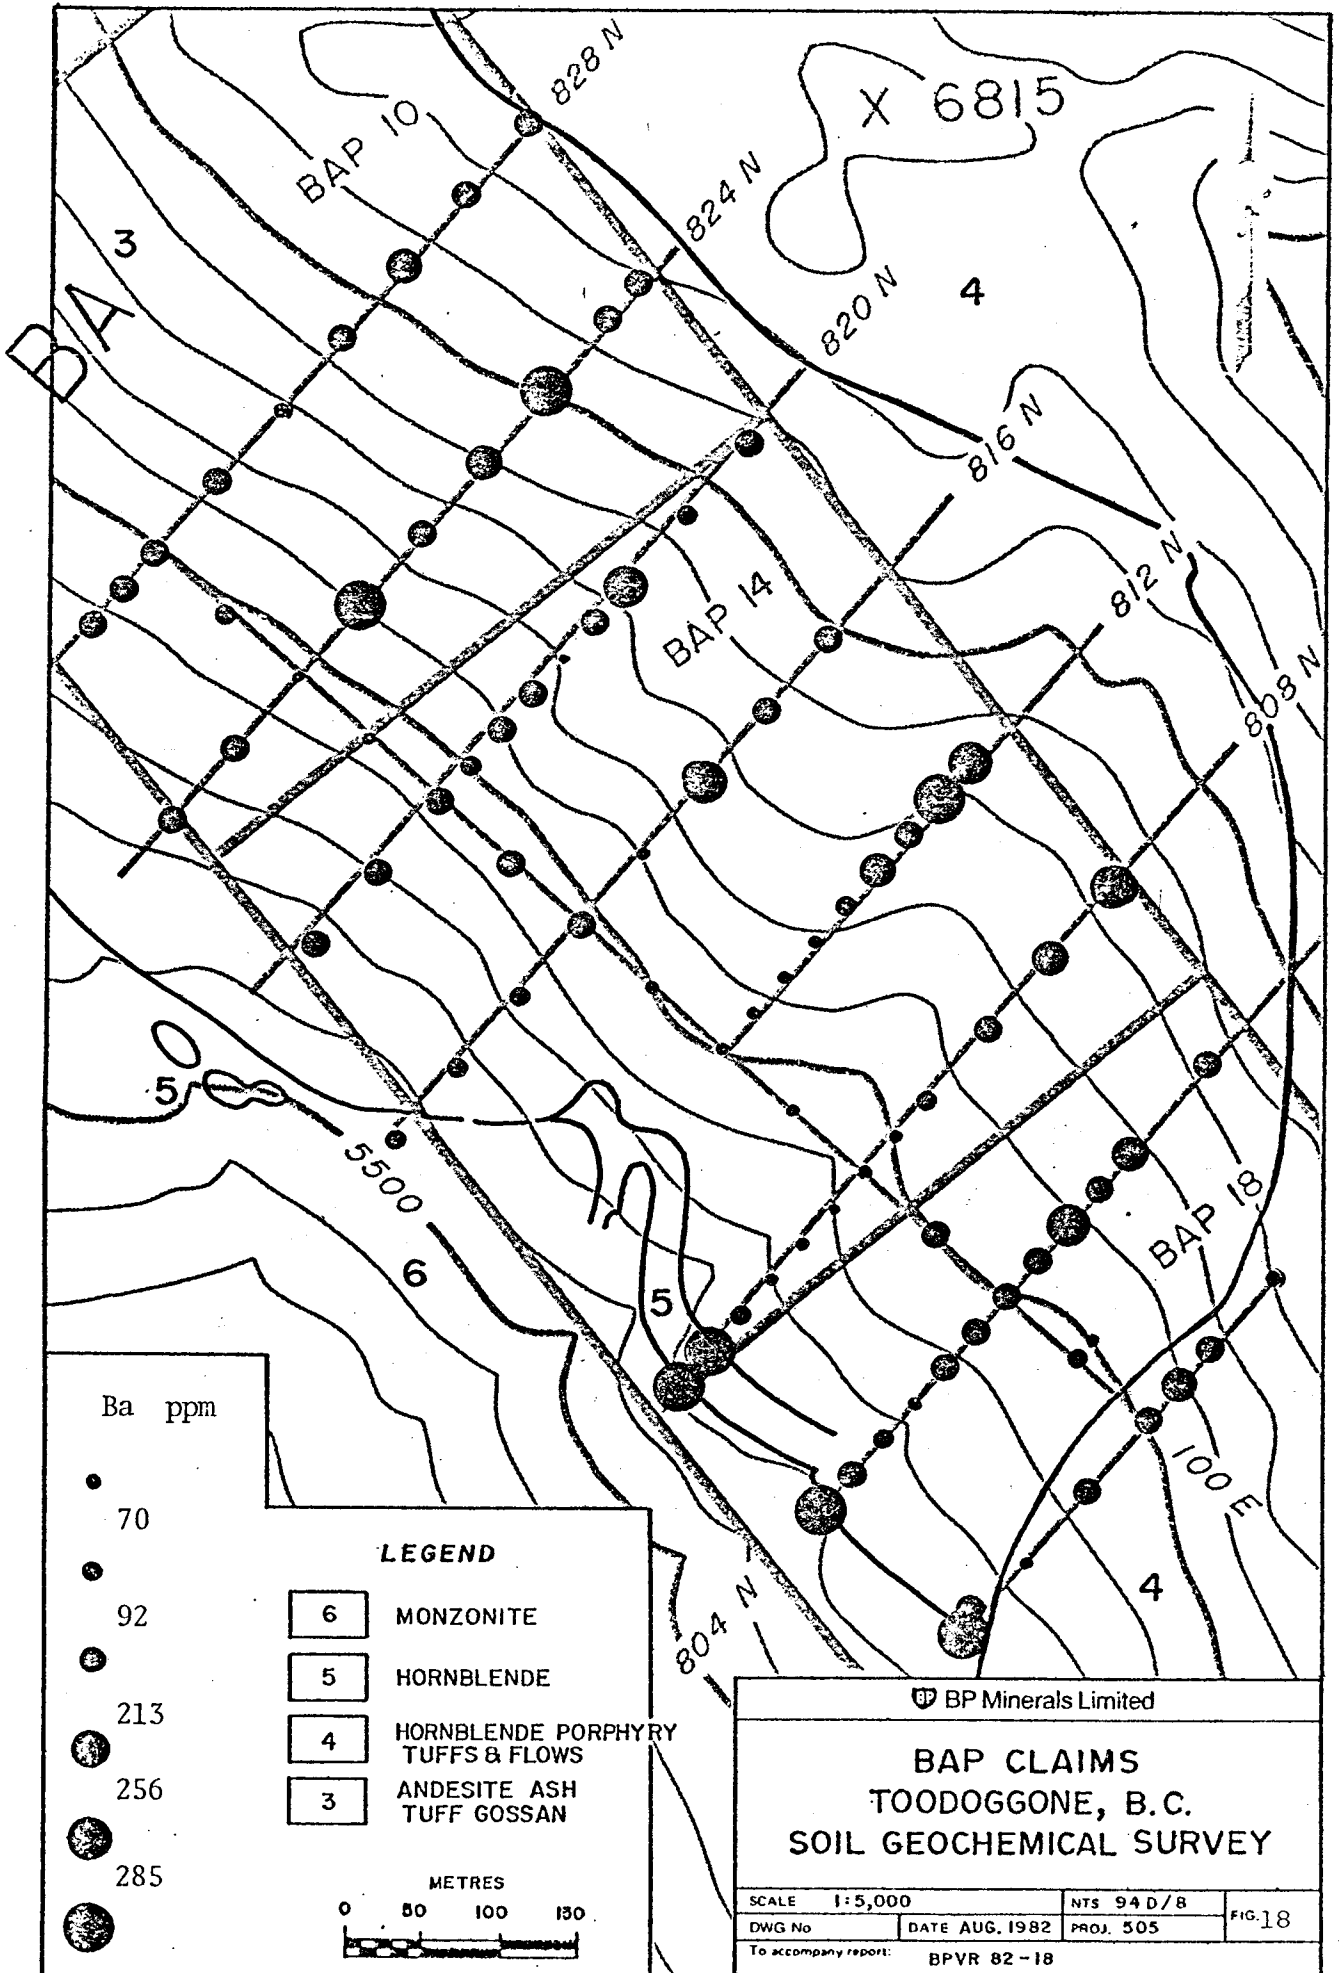 828 N
X 6815
BAP 10
824 N
3
BA
820 N
4
816 N
BAP 14
812 N
808 N
5
5500
BAP 18
6
5
100 E
4
804 N
Ba ppm
70
92
213
256
285
LEGEND
6 MONZONITE
5 HORNBLENDE
4 HORNBLENDE PORPHYRY
TUFFS & FLOWS
3 ANDESITE ASH
TUFF GOSSAN
METRES
0 50 100 150
BP BP Minerals Limited
BAP CLAIMS
TOODOGGONE, B.C.
SOIL GEOCHEMICAL SURVEY
SCALE 1:5,000 NTS 94 D/8 FIG. 18
DWG No DATE AUG. 1982 PROJ. 505
To accompany report: BPVR 82-18